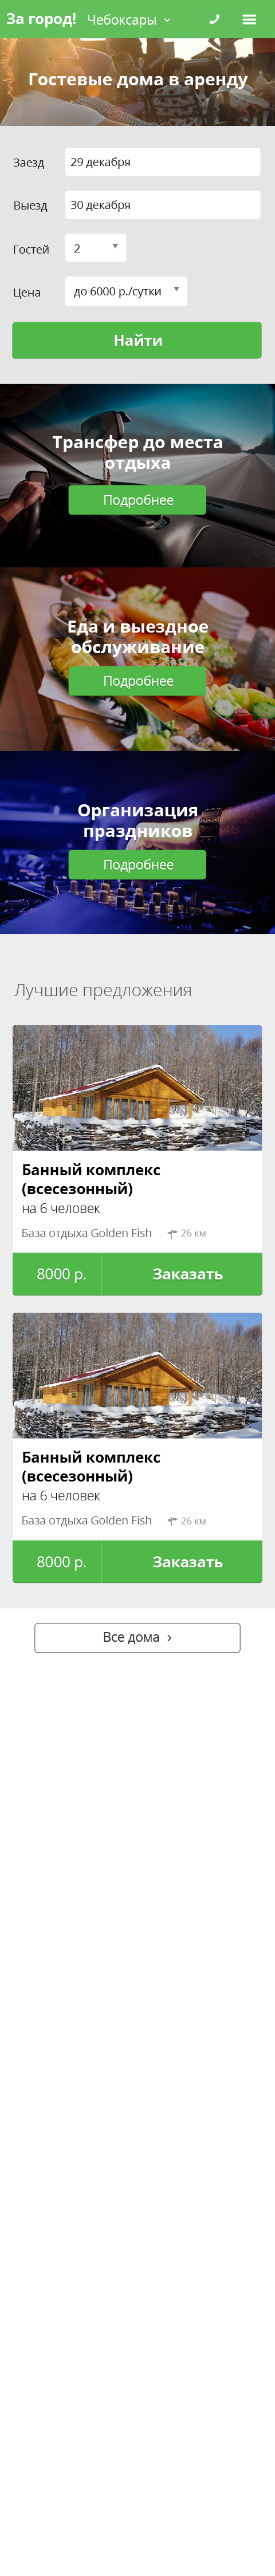 За город! Чебоксары
Гостевые дома в аренду
Заезд 29 декабря
Выезд 30 декабря
Гостей 2
Цена до 6000 р./сутки
Найти
Трансфер до места
отдыха
Подробнее
Еда и выездное
обслуживание
Подробнее
Организация
праздников
Подробнее
Лучшие предложения
Банный комплекс
(всесезонный)
на 6 человек
База отдыха Golden Fish 26 км
8000 р. Заказать
Банный комплекс
(всесезонный)
на 6 человек
База отдыха Golden Fish 26 км
8000 р. Заказать
Все дома